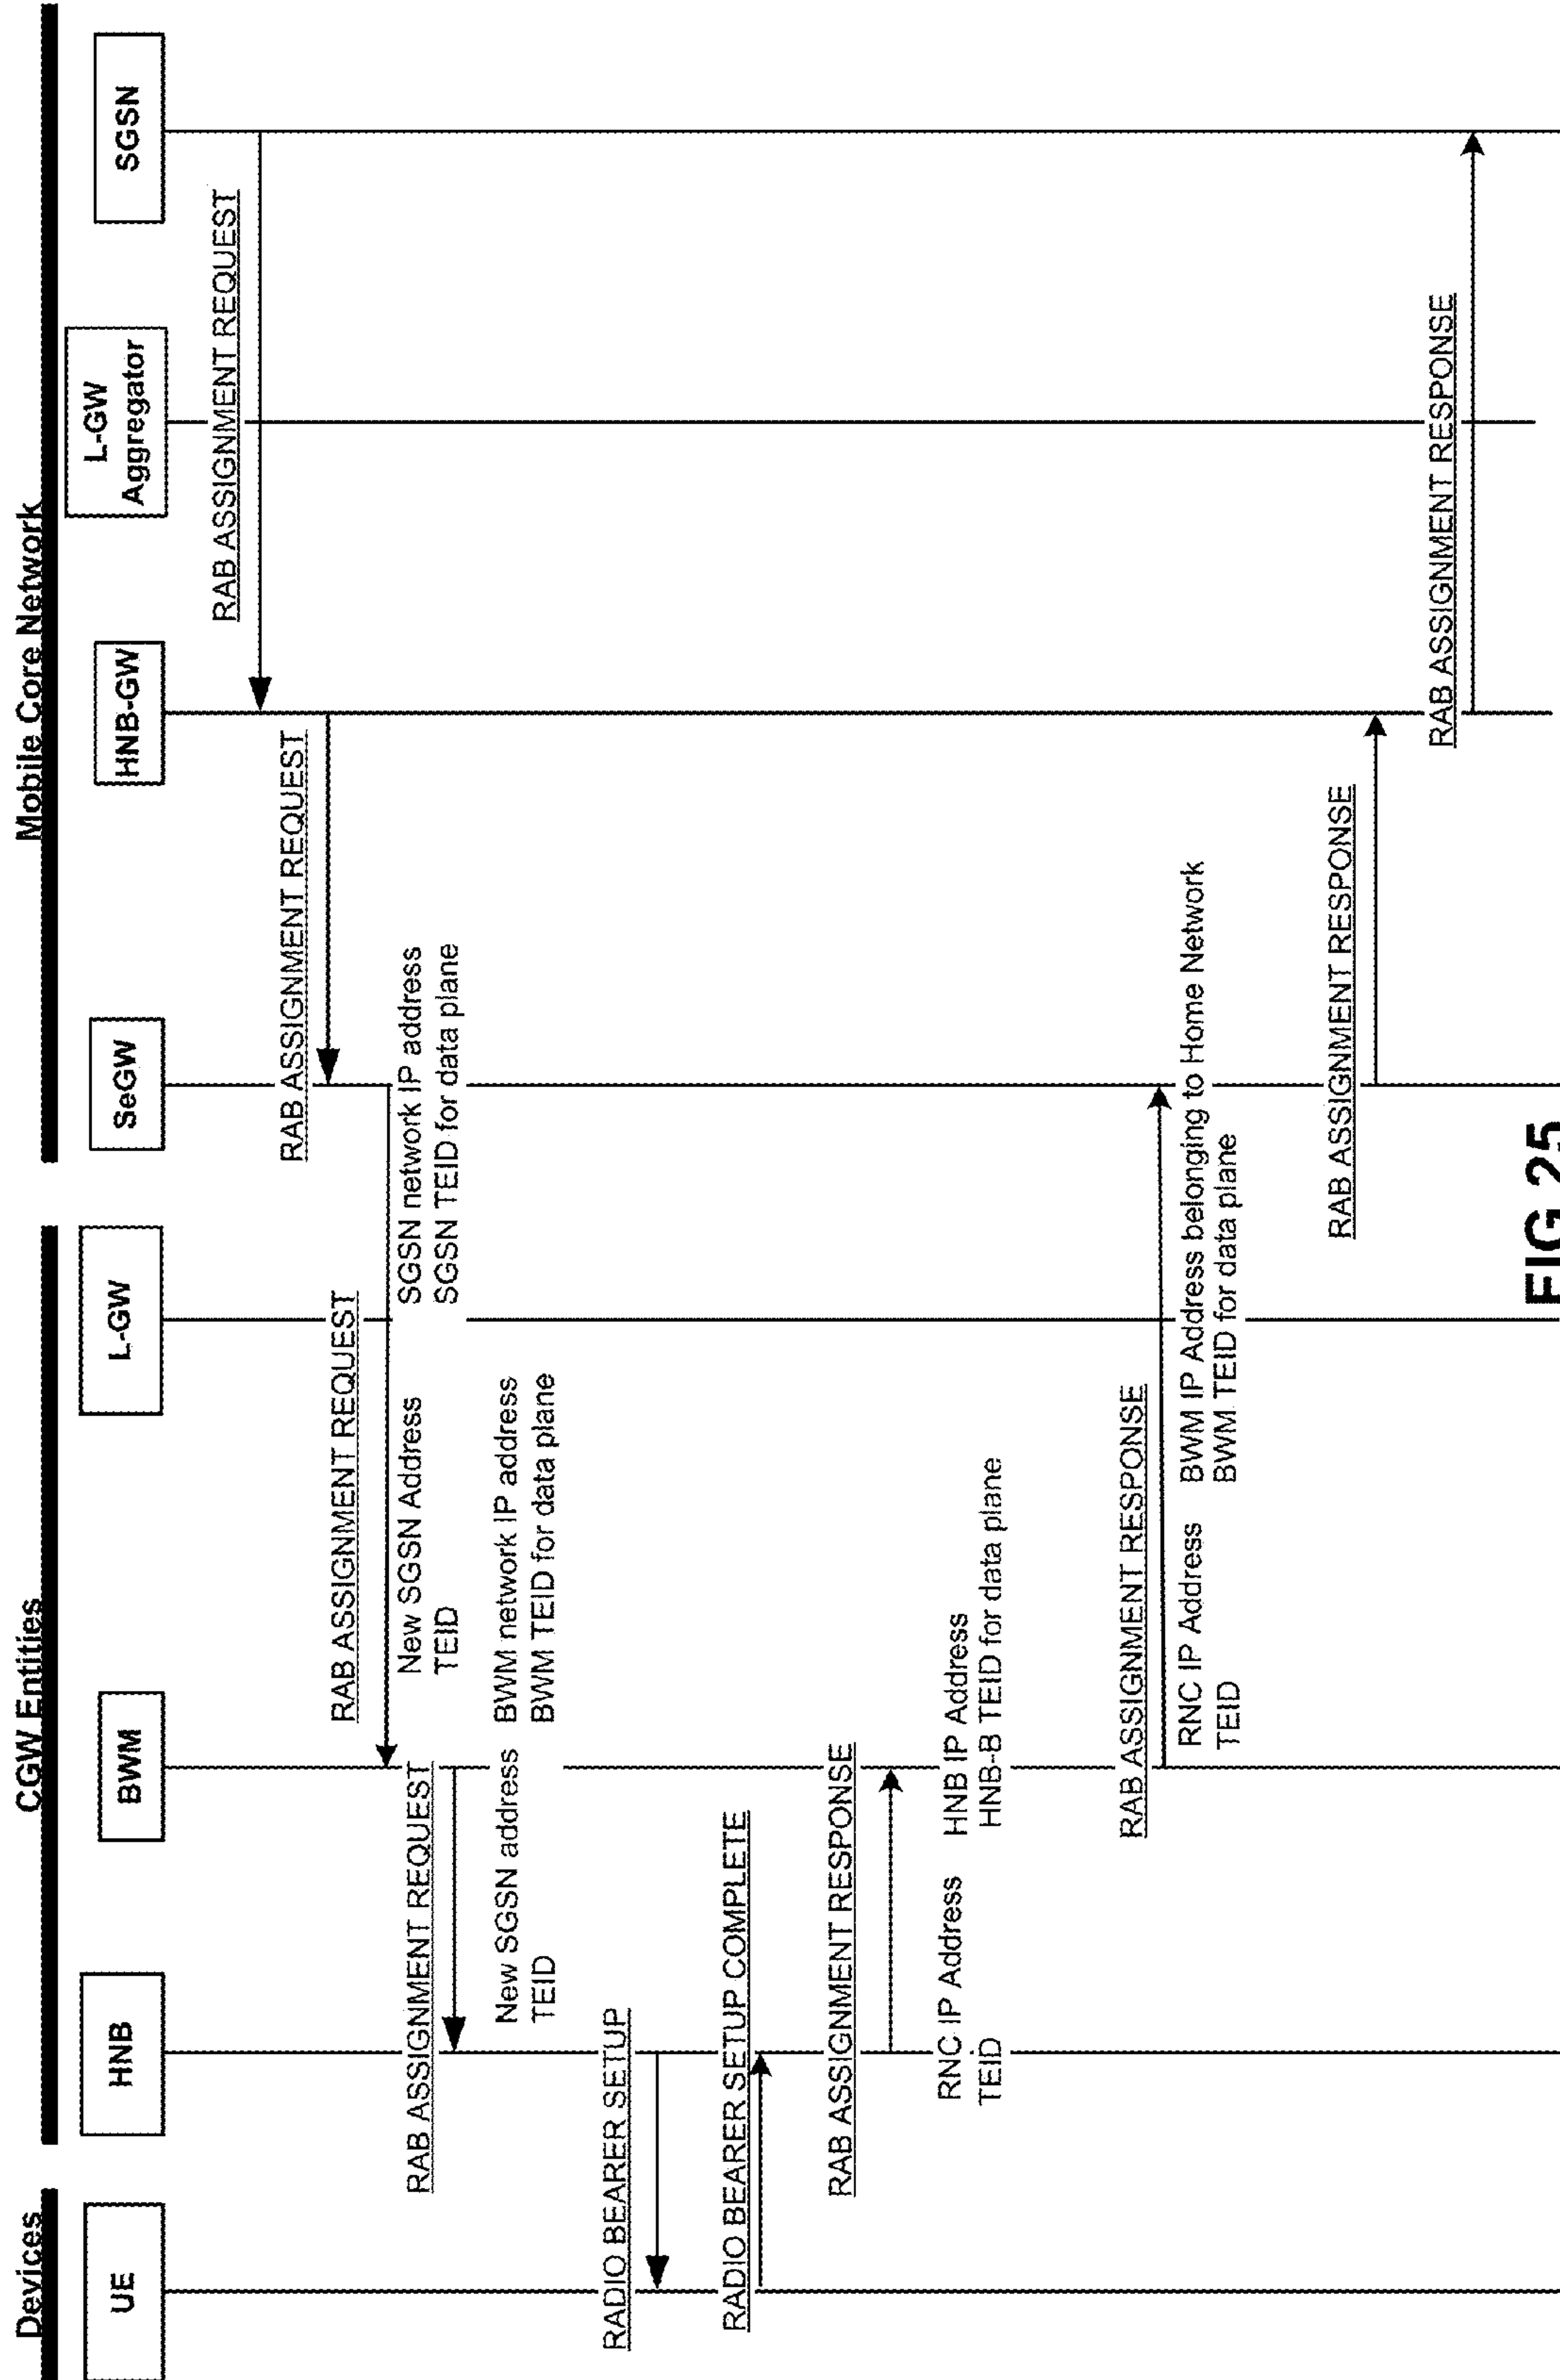 Devices
CGW Entities
Mobile Core Network
UE
HNB
BWM
L-GW
SeGW
HNB-GW
L-GW
Aggregator
SGSN
RAB ASSIGNMENT REQUEST
RAB ASSIGNMENT REQUEST
RAB ASSIGNMENT REQUEST
New SGSN Address
TEID
SGSN network IP address
SGSN TEID for data plane
RAB ASSIGNMENT REQUEST
New SGSN address
TEID
BWM network IP address
BWM TEID for data plane
RADIO BEARER SETUP
RADIO BEARER SETUP COMPLETE
RAB ASSIGNMENT RESPONSE
RNC IP Address
TEID
HNB IP Address
HNB-B TEID for data plane
RAB ASSIGNMENT RESPONSE
RNC IP Address
TEID
BWM IP Address belonging to Home Network
BWM TEID for data plane
RAB ASSIGNMENT RESPONSE
RAB ASSIGNMENT RESPONSE
FIG 25